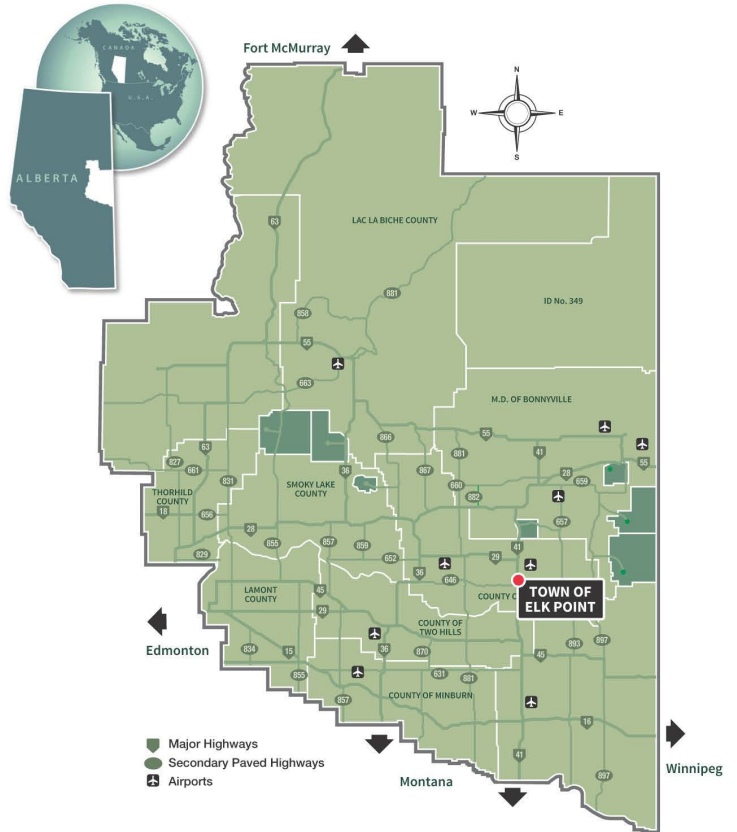 Fort McMurray
CANADA
U.S.A.
ALBERTA
N
W
E
S
LAC LA BICHE COUNTY
63
881
ID No. 349
858
55
663
M.D. OF BONNYVILLE
866
55
881
41
55
63
827
661
831
36
867
28
659
660
882
THORHILD
COUNTY
SMOKY LAKE
COUNTY
18
656
657
28
855
857
859
652
829
41
29
36
646
COUNTY O
TOWN OF
ELK POINT
LAMONT
COUNTY
45
29
COUNTY OF
TWO HILLS
Edmonton
834
15
36
870
45
893
897
855
631
881
857
COUNTY OF MINBURN
16
41
897
Major Highways
Secondary Paved Highways
Airports
Montana
Winnipeg